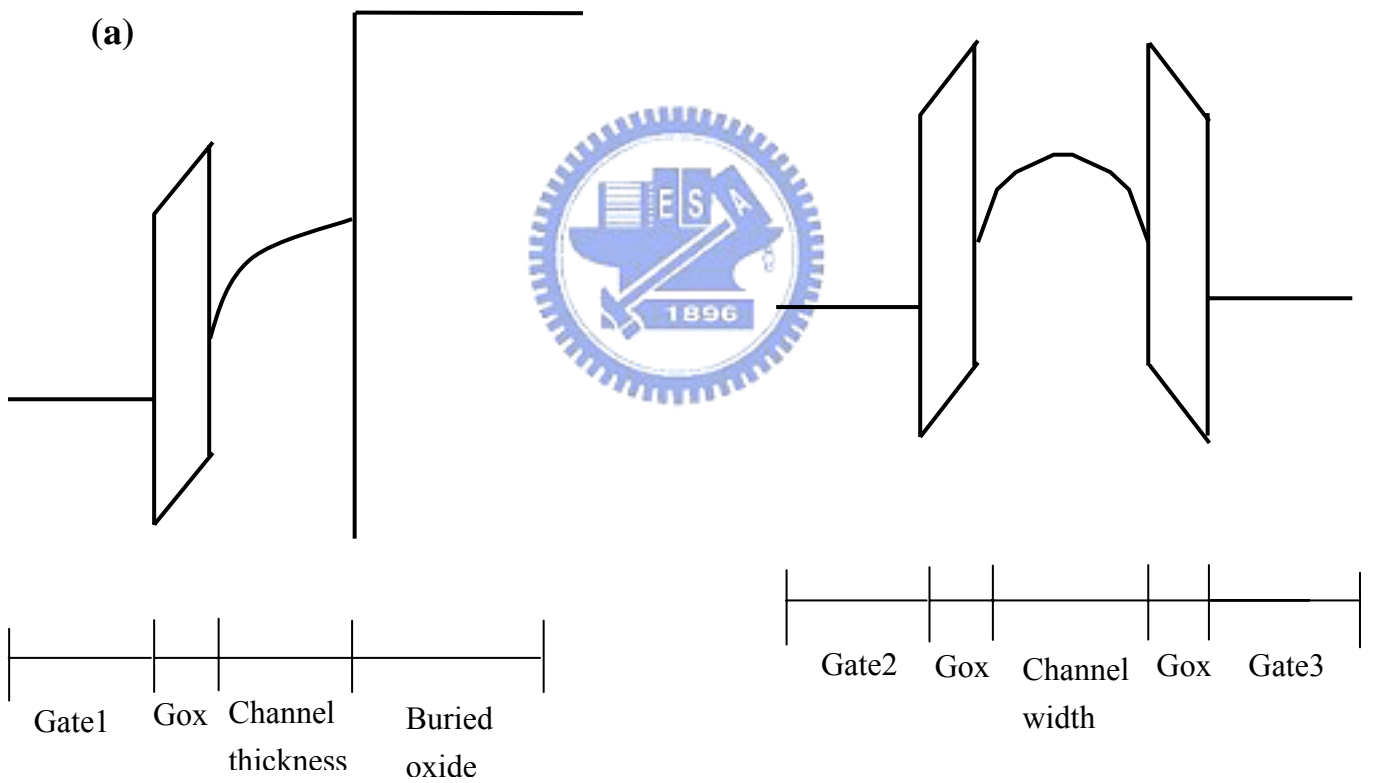 (a)
E S A
1896
Gate1 Gox Channel thickness Buried oxide
Gate2 Gox Channel width Gox Gate3